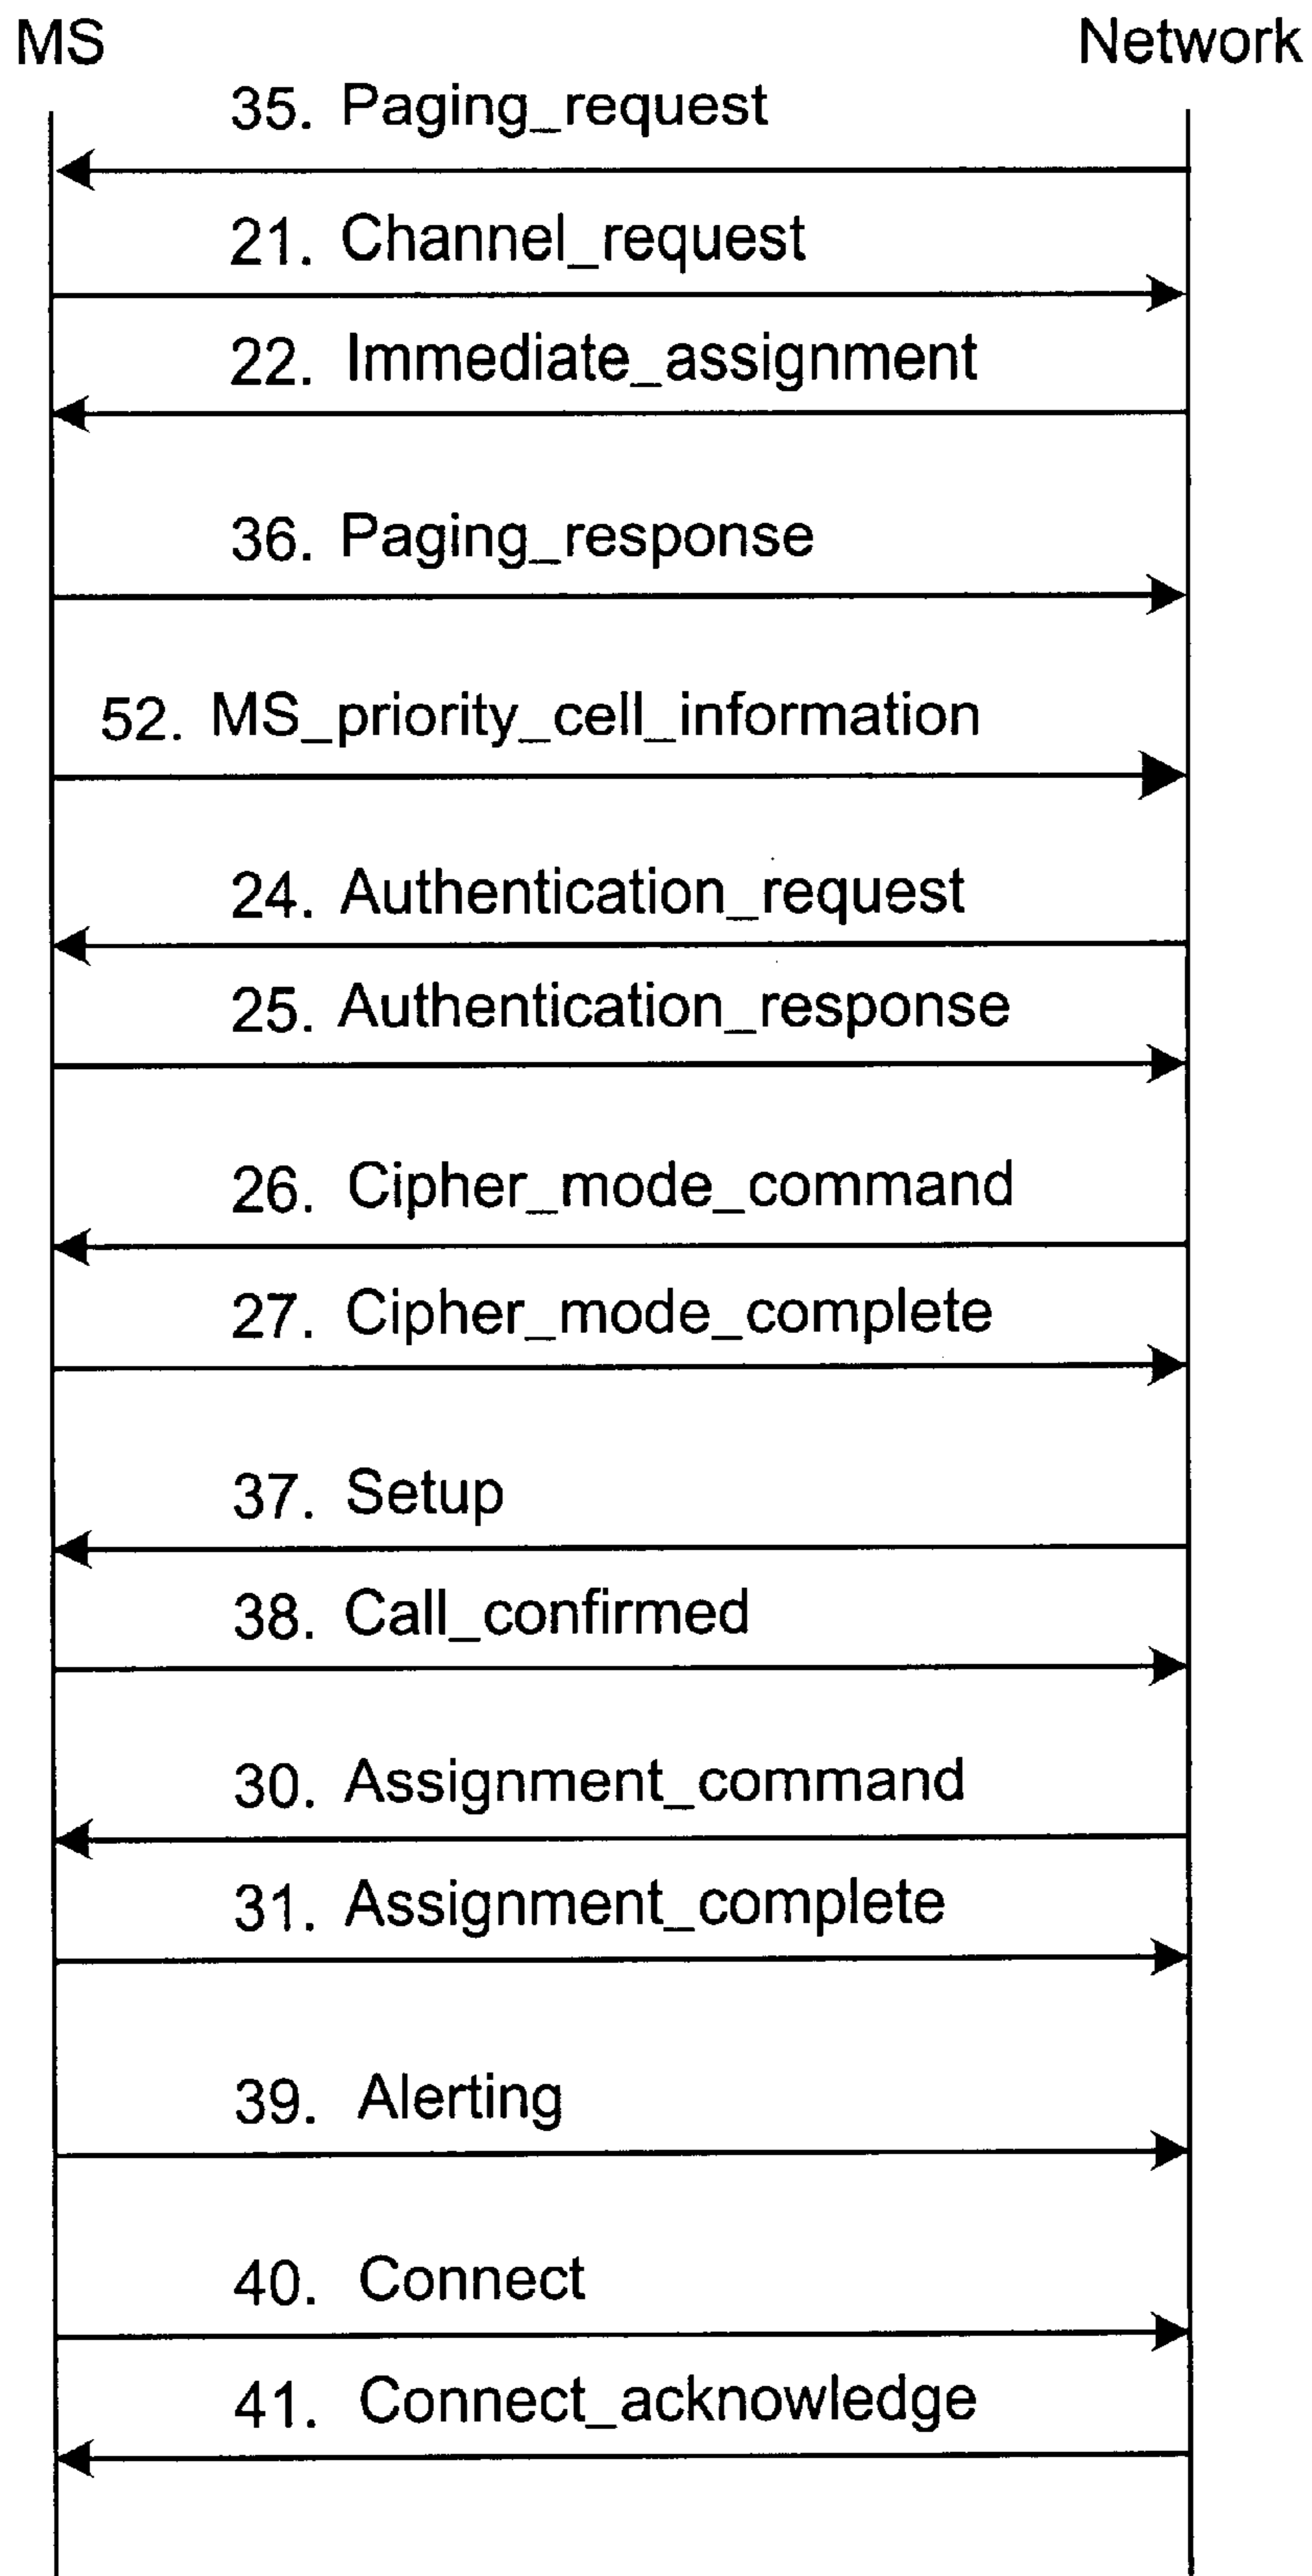 MS Network
35. Paging_request
21. Channel_request
22. Immediate_assignment
36. Paging_response
52. MS_priority_cell_information
24. Authentication_request
25. Authentication_response
26. Cipher_mode_command
27. Cipher_mode_complete
37. Setup
38. Call_confirmed
30. Assignment_command
31. Assignment_complete
39. Alerting
40. Connect
41. Connect_acknowledge